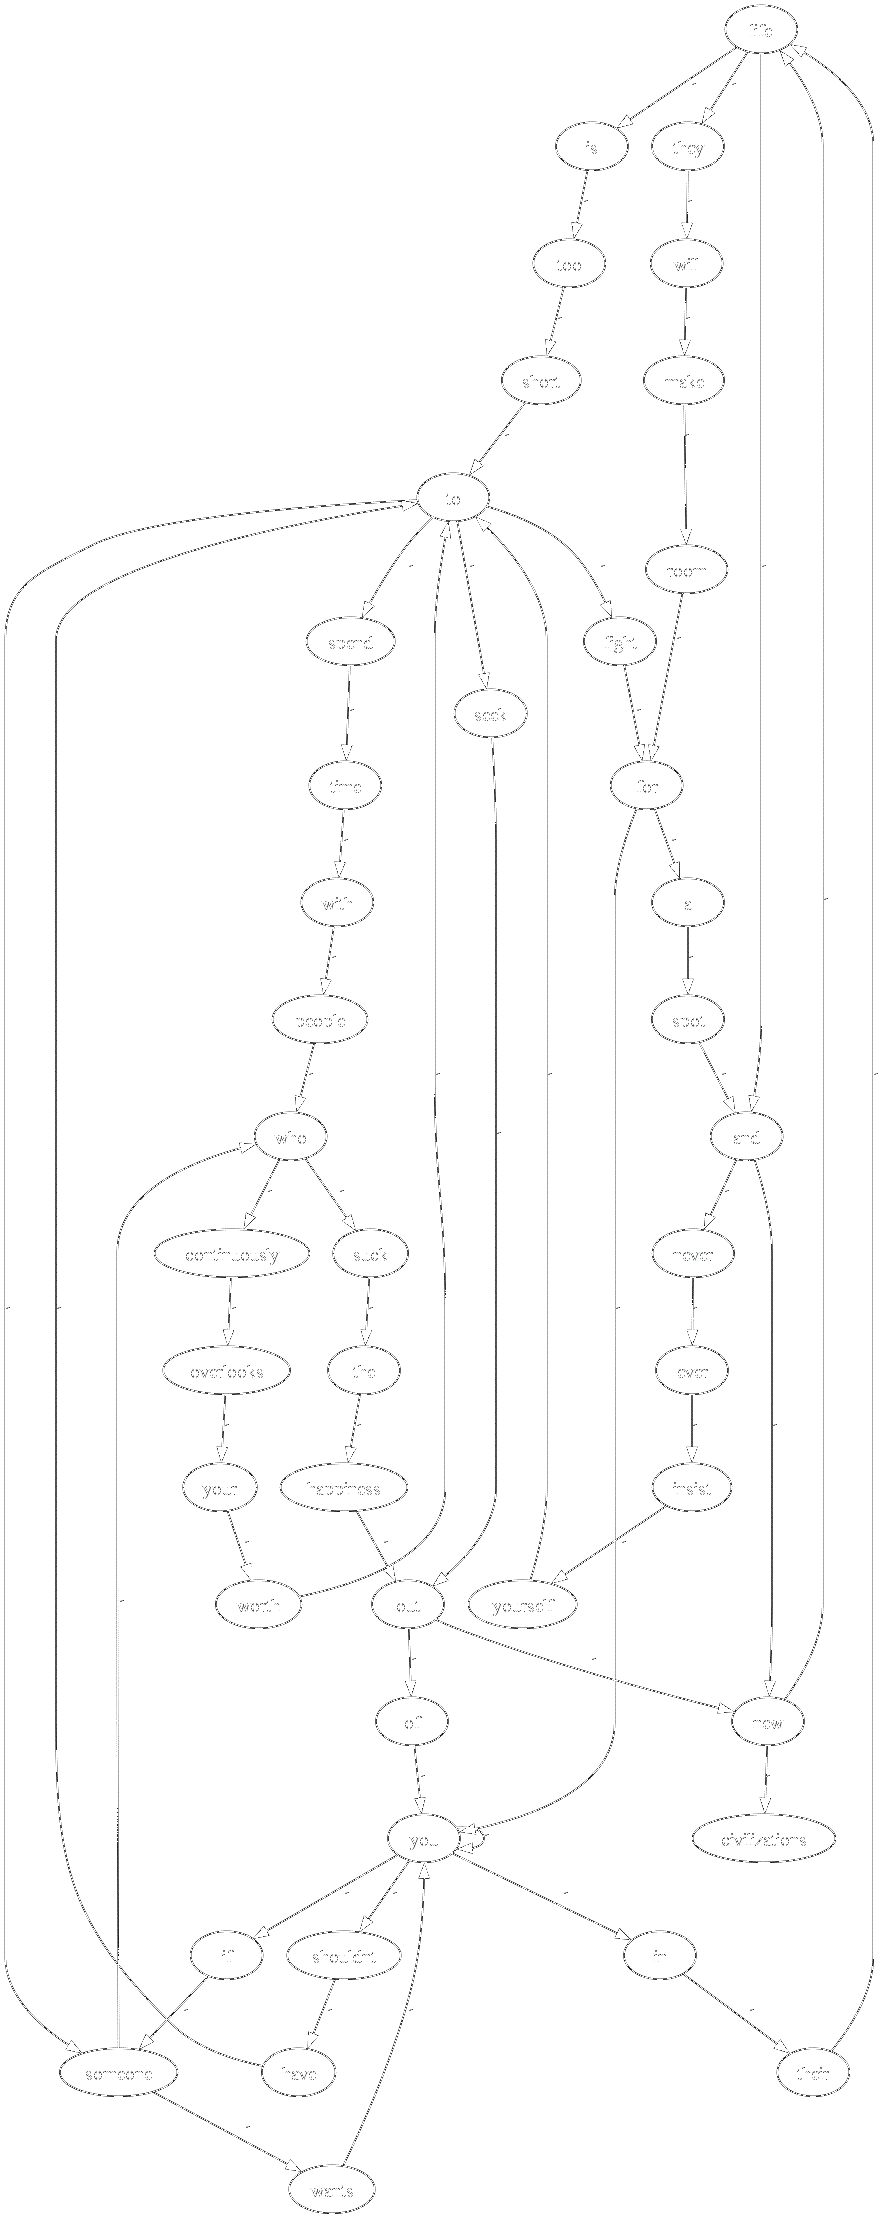 life
is
they
too
will
short
make
to
room
spend
fight
seek
time
for
with
a
people
spot
who
and
continuously
suck
never
overlooks
the
ever
your
happiness
insist
worth
out
yourself
of
new
you
civilizations
if
shouldnt
in
someone
have
their
wants